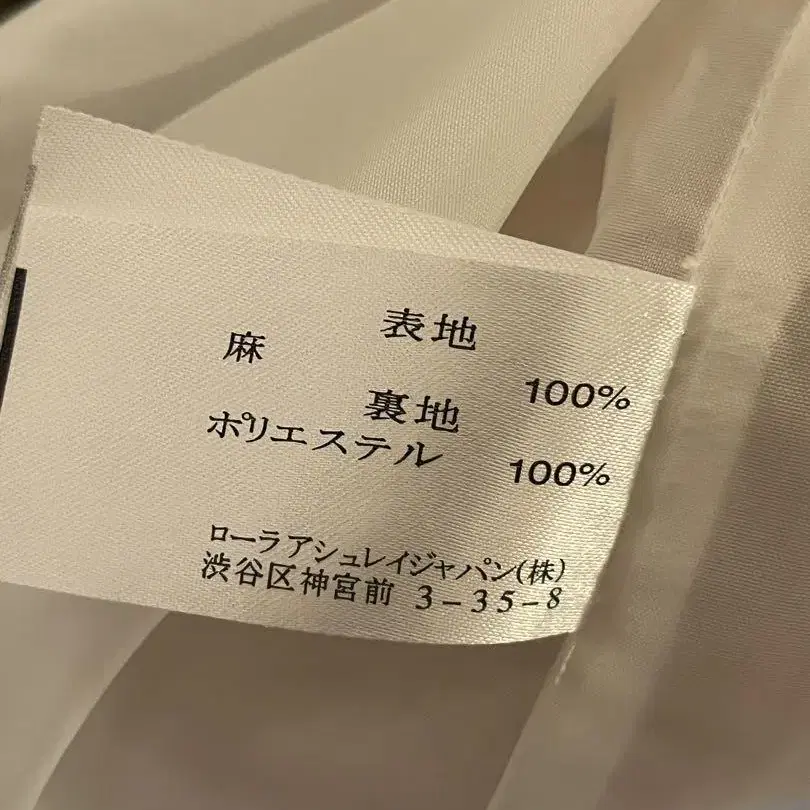 表地
麻 100%
裏地
ポリエステル 100%
ローラアシュレイジャパン(株)
渋谷区神宮前 3-35-8